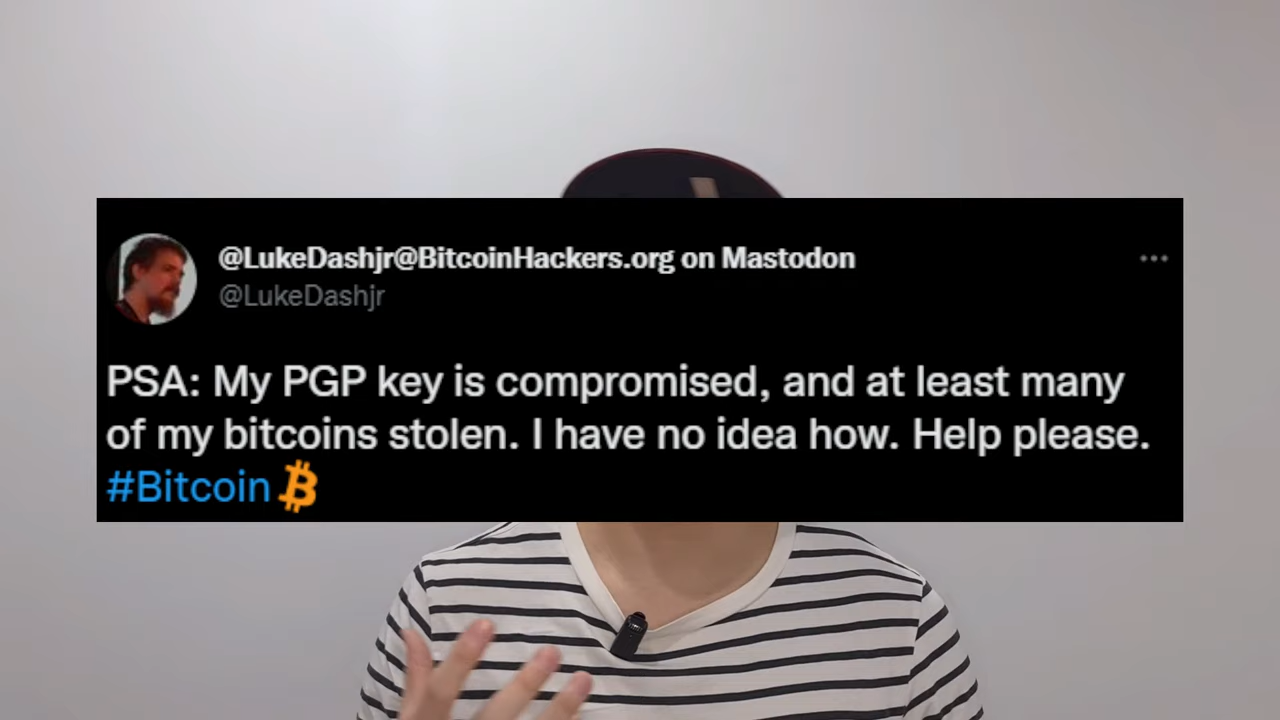 @LukeDashjr@BitcoinHackers.org on Mastodon
@LukeDashjr
PSA: My PGP key is compromised, and at least many
of my bitcoins stolen. I have no idea how. Help please.
#Bitcoin